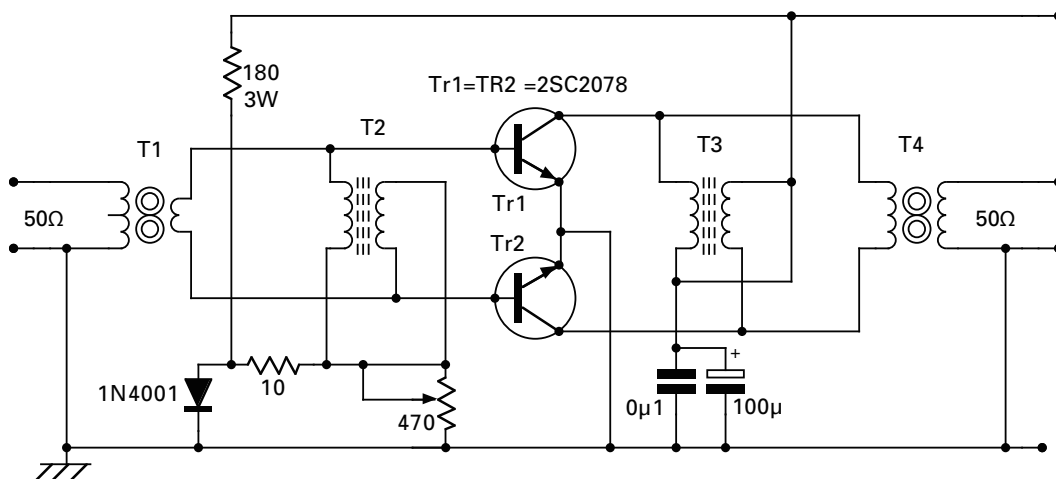 180
3W
Tr1=TR2 =2SC2078
T1
T2
T3
T4
50Ω
Tr1
50Ω
Tr2
+
1N4001
10
470
0µ1
100µ